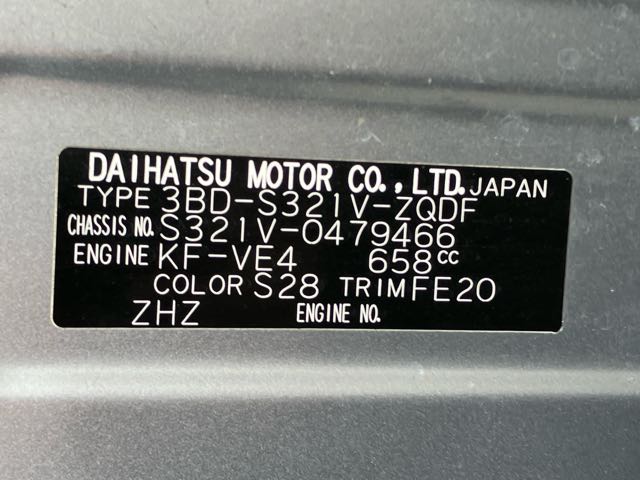 DAIHATSU MOTOR CO., LTD. JAPAN
TYPE 3BD-S321V-ZQDF
CHASSIS NO. S321V-0479466
ENGINE KF-VE4 658cc
COLOR S28 TRIM FE20
ZHZ ENGINE NO.